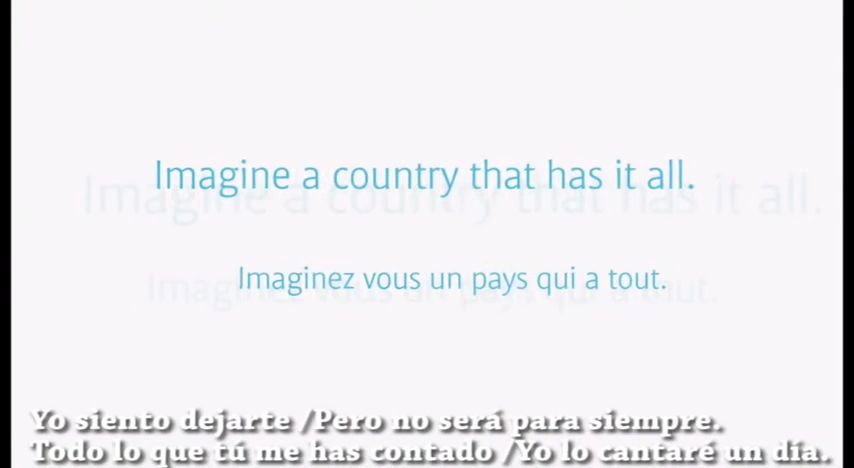 Imagine a country that has it all.
Imaginez vous un pays qui a tout.
Yo siento dejarte /Pero no será para siempre.
Todo lo que tú me has contado /Yo lo cantaré un día.